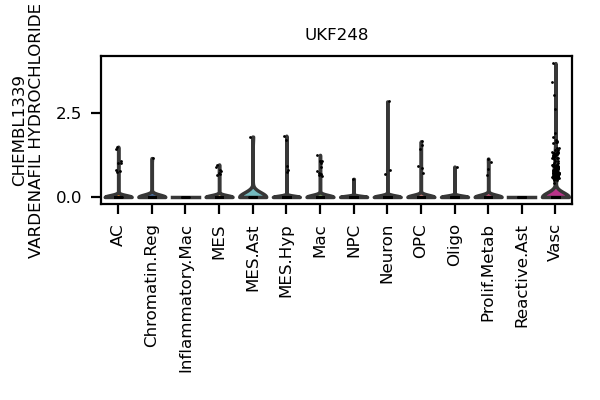 UKF248
CHEMBL1339
VARDENAFIL HYDROCHLORIDE
2.5
0.0
AC
Chromatin.Reg
Inflammatory.Mac
MES
MES.Ast
MES.Hyp
Mac
NPC
Neuron
OPC
Oligo
Prolif.Metab
Reactive.Ast
Vasc